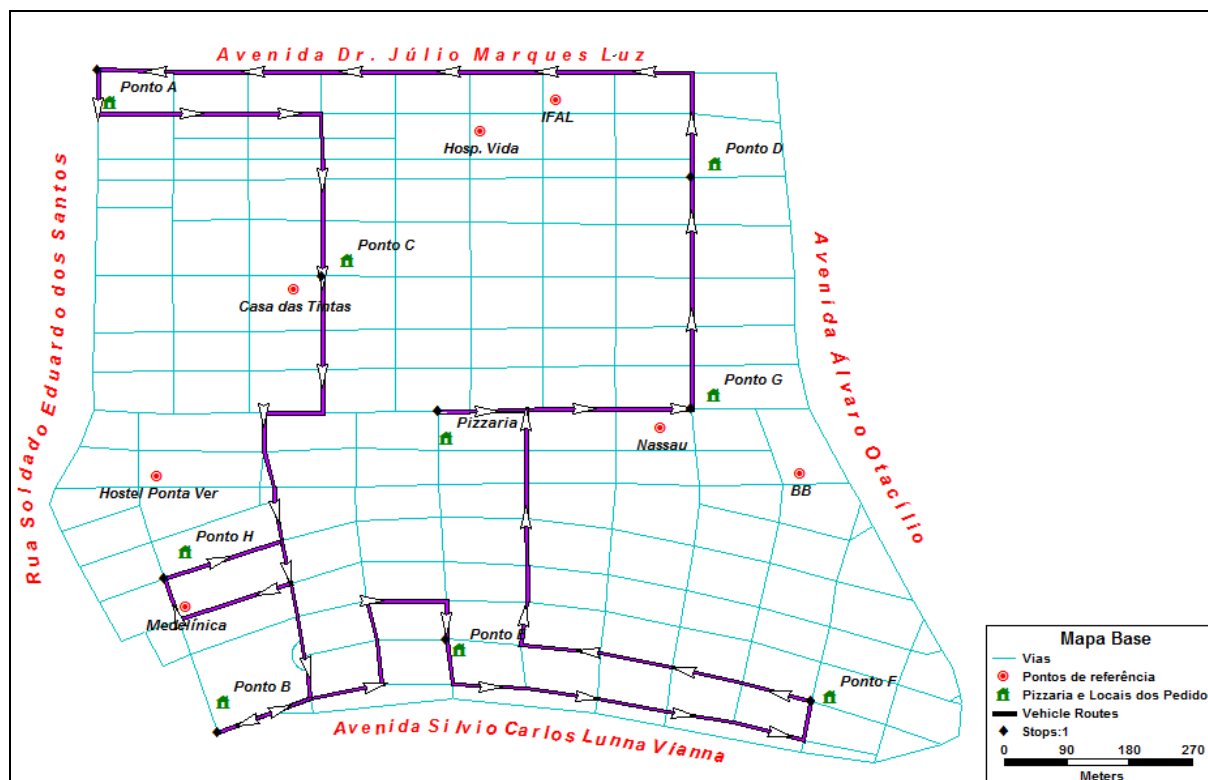 Avenida Dr. Júlio Marques Luz
Ponto A
IFAL
Hosp. Vida
Ponto D
Rua Soldado Eduardo dos Santos
Ponto C
Casa das Tintas
Avenida Álvaro Otacílio
Ponto G
Pizzaria
Nassau
Hostel Ponta Ver
BB
Ponto H
Medelínica
Ponto E
Ponto B
Ponto F
Avenida Silvio Carlos Lunna Vianna
Mapa Base
Vias
Pontos de referência
Pizzaria e Locais dos Pedido
Vehicle Routes
Stops:1
0 90 180 270
Meters